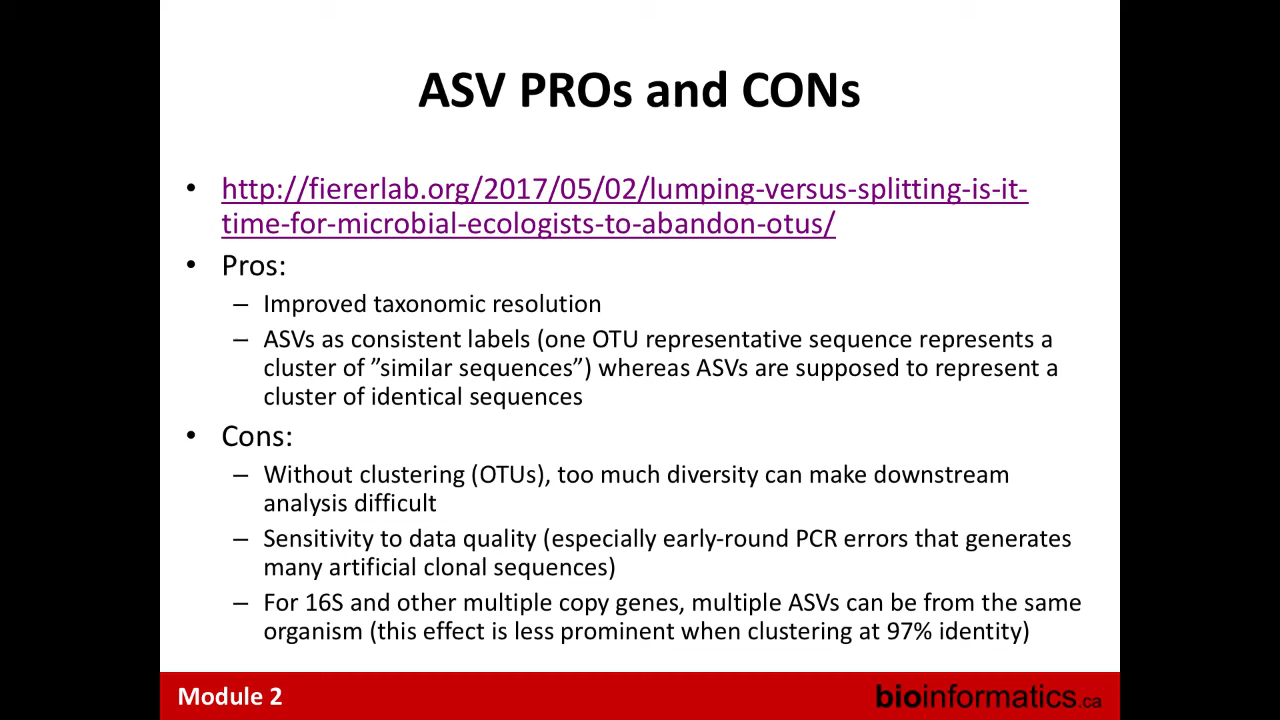 ASV PROs and CONs
• http://fiererlab.org/2017/05/02/lumping-versus-splitting-is-it-
time-for-microbial-ecologists-to-abandon-otus/
• Pros:
– Improved taxonomic resolution
– ASVs as consistent labels (one OTU representative sequence represents a
cluster of ”similar sequences”) whereas ASVs are supposed to represent a
cluster of identical sequences
• Cons:
– Without clustering (OTUs), too much diversity can make downstream
analysis difficult
– Sensitivity to data quality (especially early-round PCR errors that generates
many artificial clonal sequences)
– For 16S and other multiple copy genes, multiple ASVs can be from the same
organism (this effect is less prominent when clustering at 97% identity)
Module 2
bioinformatics.ca